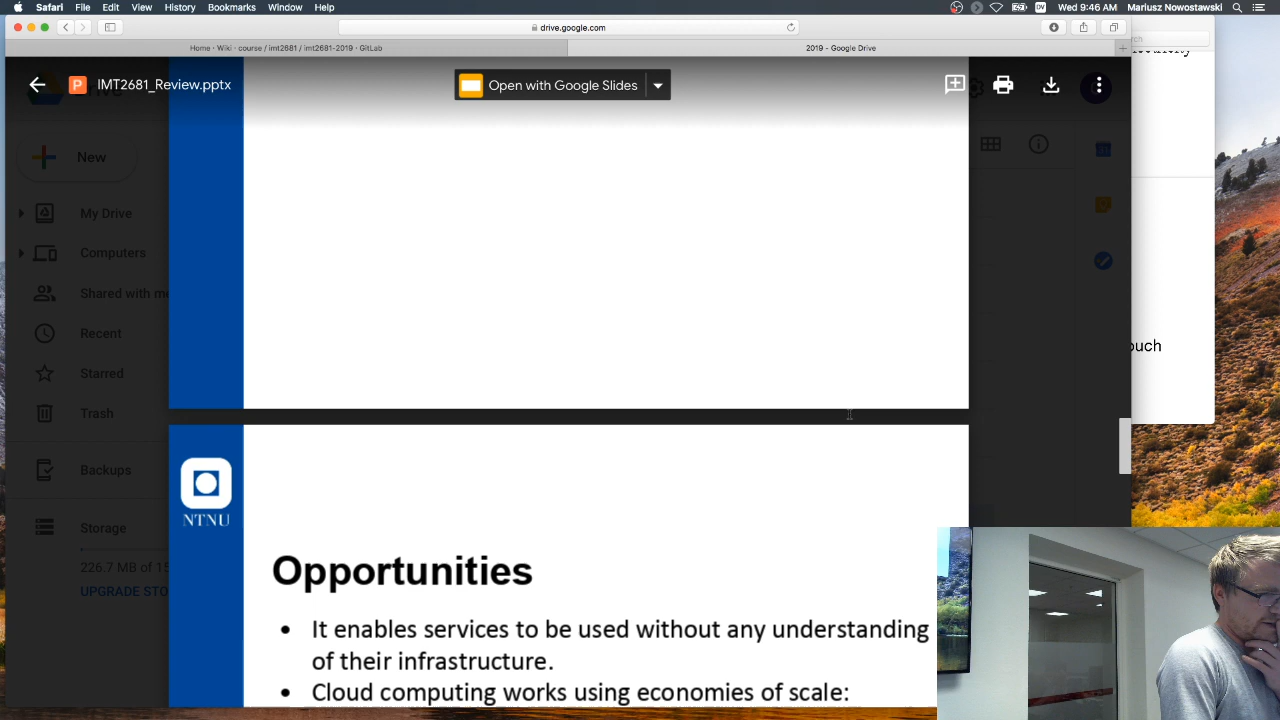 Safari File Edit View History Bookmarks Window Help
DV Wed 9:46 AM Mariusz Nowostawski
drive.google.com
Home · Wiki · course / imt2681 / imt2681-2019 · GitLab
2019 - Google Drive
IMT2681_Review.pptx
Open with Google Slides
New
My Drive
Computers
Shared with me
Recent
Starred
Trash
Backups
Storage
226.7 MB of 15
UPGRADE STO
ouch
NTNU
Opportunities
• It enables services to be used without any understanding
of their infrastructure.
• Cloud computing works using economies of scale: